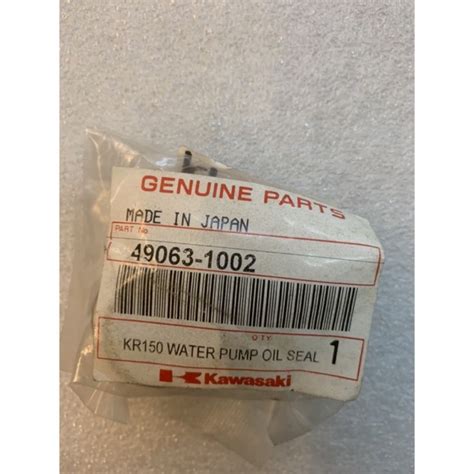 GENUINE PARTS
MADE IN JAPAN
PART No.
49063-1002
QTY
KR150 WATER PUMP OIL SEAL 1
Kawasaki